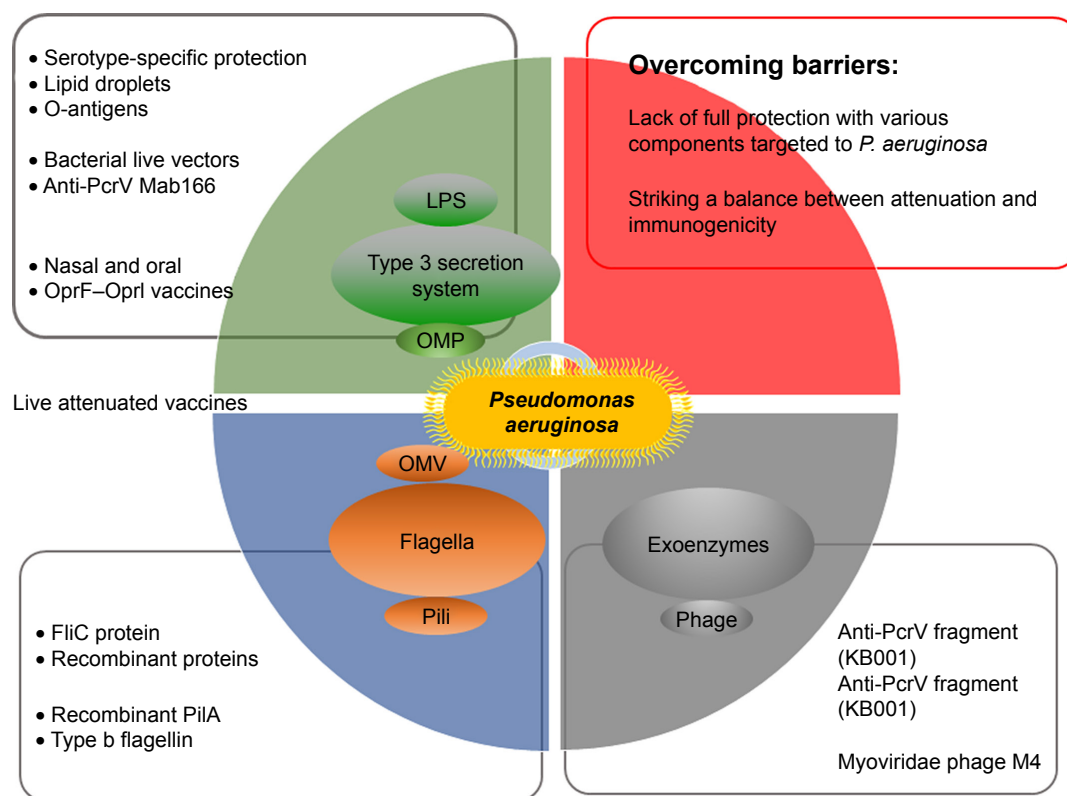 • Serotype-specific protection
• Lipid droplets
• O-antigens
• Bacterial live vectors
• Anti-PcrV Mab166
• Nasal and oral
• OprF–OprI vaccines
LPS
Type 3 secretion
system
OMP
Overcoming barriers:
Lack of full protection with various
components targeted to P. aeruginosa
Striking a balance between attenuation and
immunogenicity
Live attenuated vaccines
Pseudomonas
aeruginosa
OMV
Flagella
Pili
• FliC protein
• Recombinant proteins
• Recombinant PilA
• Type b flagellin
Exoenzymes
Phage
Anti-PcrV fragment
(KB001)
Anti-PcrV fragment
(KB001)
Myoviridae phage M4